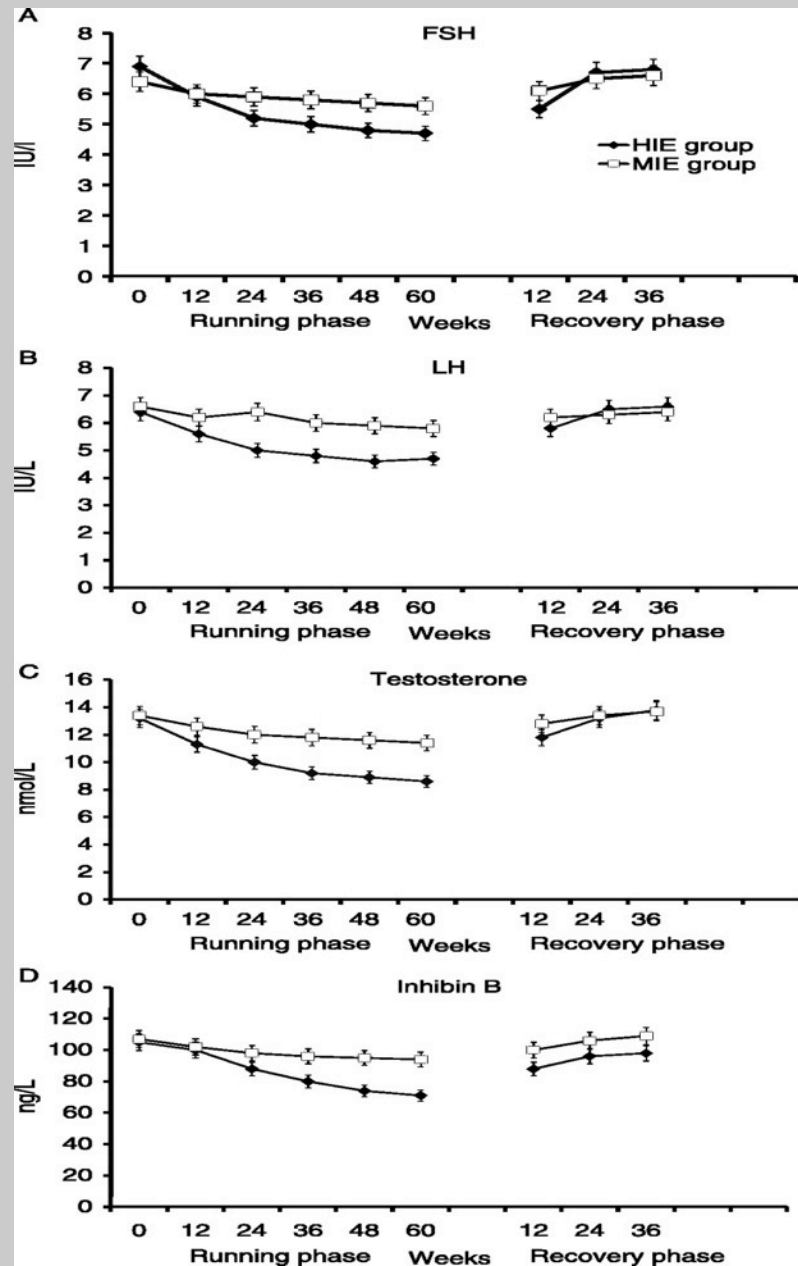 A
FSH
8
7
6
5
4
3
2
1
0
IU/l
HIE group
MIE group
0 12 24 36 48 60 12 24 36
Running phase Weeks Recovery phase
B
LH
8
7
6
5
4
3
2
1
0
IU/L
0 12 24 36 48 60 12 24 36
Running phase Weeks Recovery phase
C
Testosterone
16
14
12
10
8
6
4
2
0
nmol/L
0 12 24 36 48 60 12 24 36
Running phase Weeks Recovery phase
D
Inhibin B
140
120
100
80
60
40
20
0
ng/L
0 12 24 36 48 60 12 24 36
Running phase Weeks Recovery phase